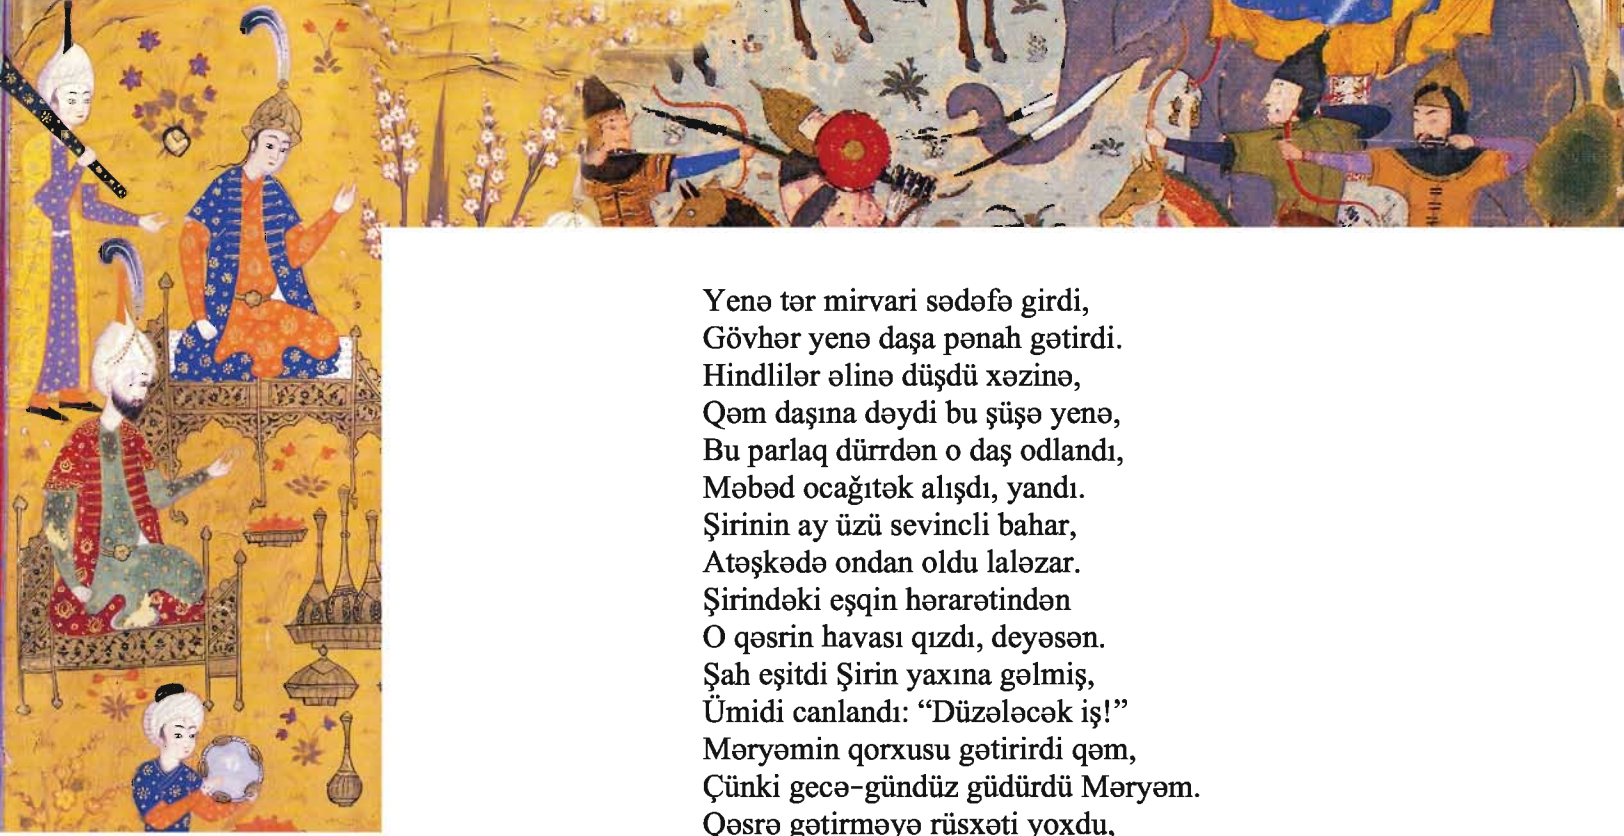 Yenə tər mirvari sədəfə girdi,
Gövhər yenə daşa pənah gətirdi.
Hindlilər əlinə düşdü xəzinə,
Qəm daşına dəydi bu şüşə yenə,
Bu parlaq dürrdən o daş odlandı,
Məbəd ocağıtək alışdı, yandı.
Şirinin ay üzü sevincli bahar,
Atəşkədə ondan oldu laləzar.
Şirindəki eşqin hərarətindən
O qəsrin havası qızdı, deyəsən.
Şah eşitdi Şirin yaxına gəlmiş,
Ümidi canlandı: “Düzələcək iş!”
Məryəmin qorxusu gətirirdi qəm,
Çünki gecə-gündüz güdürdü Məryəm.
Qəsrə gətirməyə rüsxəti yoxdu,